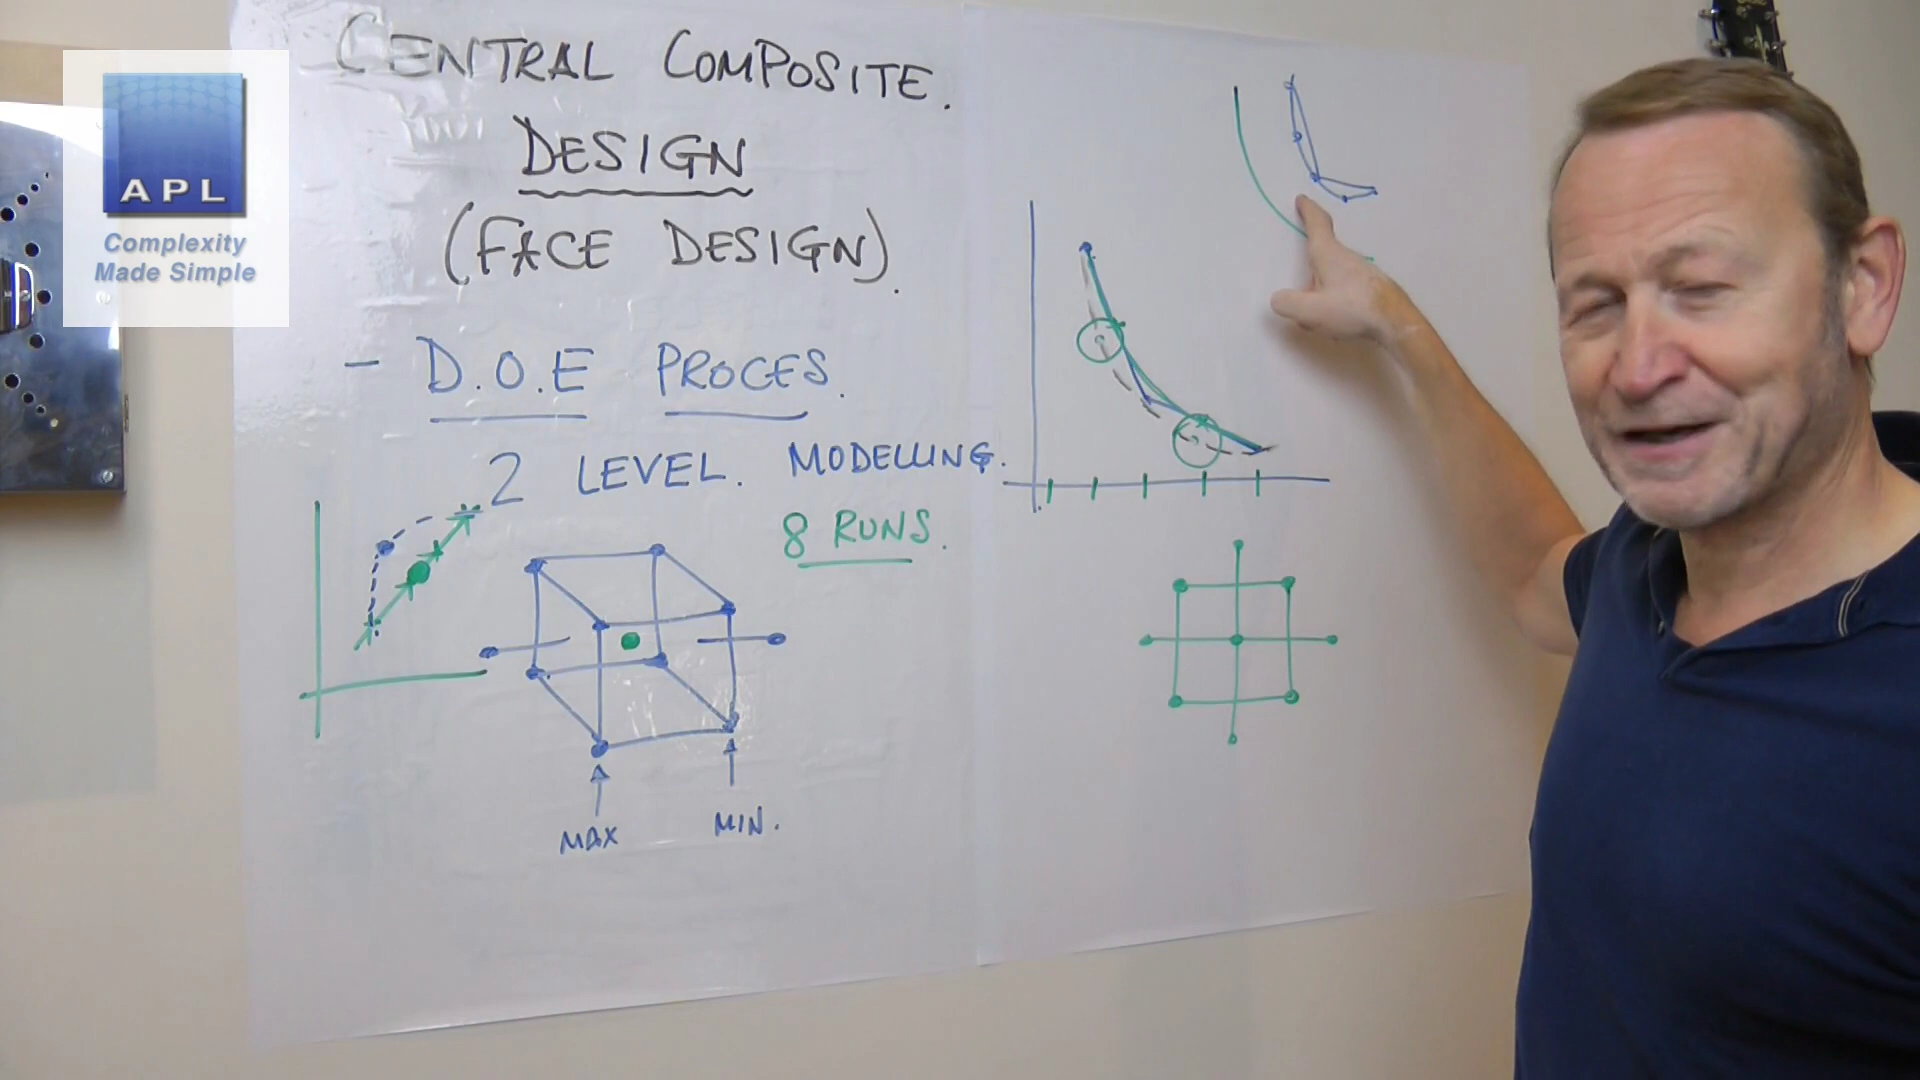 CENTRAL COMPOSITE.
DESIGN
(FACE DESIGN).
- D.O.E PROCES.
2 LEVEL. MODELLING.
8 RUNS.
MAX
MIN.
APL
Complexity
Made Simple